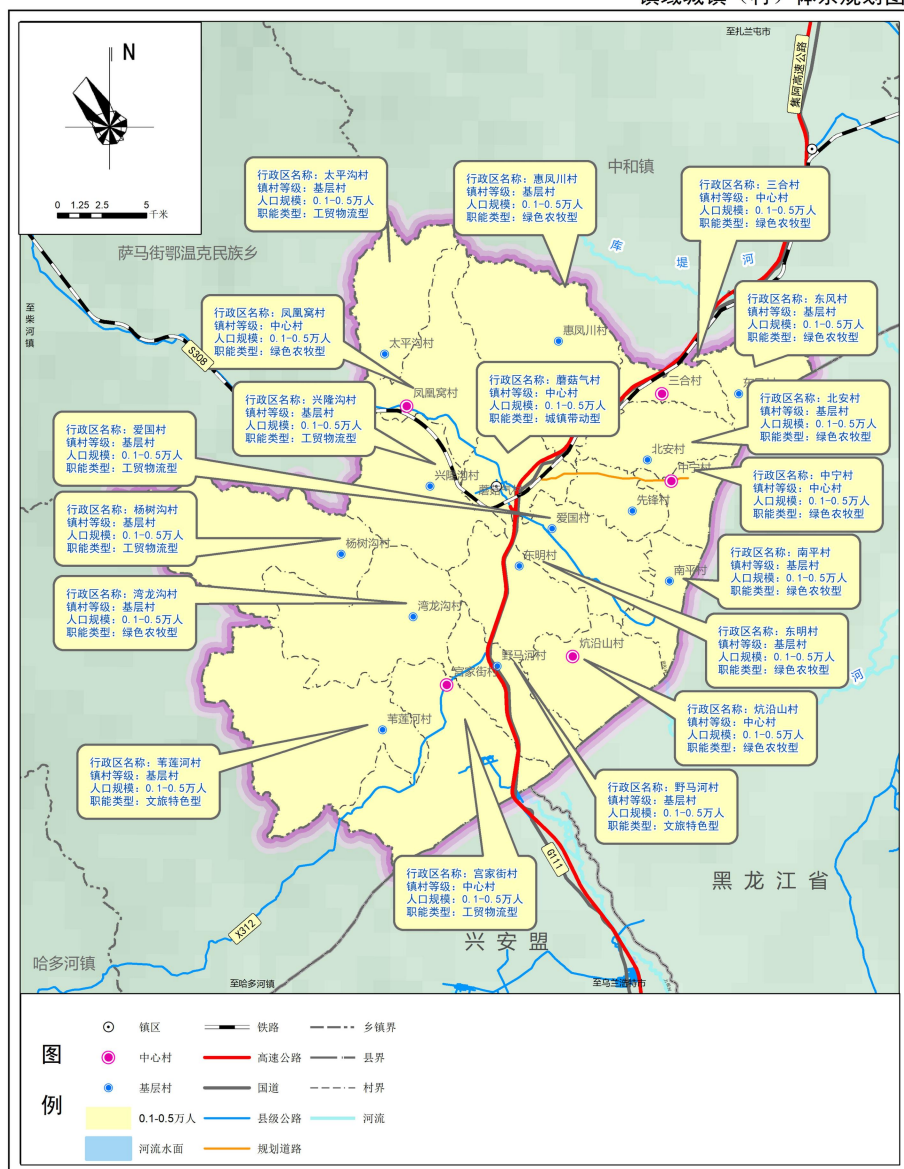 镇域城镇（村）体系规划图
至扎兰屯市
N
集阿高速公路
0 1.25 2.5 5
千米
中和镇
行政区名称：太平沟村
镇村等级：基层村
人口规模：0.1-0.5万人
职能类型：工贸物流型
行政区名称：惠凤川村
镇村等级：基层村
人口规模：0.1-0.5万人
职能类型：绿色农牧型
行政区名称：三合村
镇村等级：中心村
人口规模：0.1-0.5万人
职能类型：绿色农牧型
萨马街鄂温克民族乡
库堤河
至柴河镇
S308
行政区名称：凤凰窝村
镇村等级：中心村
人口规模：0.1-0.5万人
职能类型：绿色农牧型
行政区名称：东风村
镇村等级：基层村
人口规模：0.1-0.5万人
职能类型：绿色农牧型
太平沟村
惠凤川村
三合村
凤凰窝村
行政区名称：蘑菇气村
镇村等级：中心村
人口规模：0.1-0.5万人
职能类型：城镇带动型
行政区名称：兴隆沟村
镇村等级：基层村
人口规模：0.1-0.5万人
职能类型：工贸物流型
行政区名称：北安村
镇村等级：基层村
人口规模：0.1-0.5万人
职能类型：绿色农牧型
行政区名称：爱国村
镇村等级：基层村
人口规模：0.1-0.5万人
职能类型：工贸物流型
北安村
中宁村
兴隆沟村
先锋村
行政区名称：中宁村
镇村等级：中心村
人口规模：0.1-0.5万人
职能类型：绿色农牧型
行政区名称：杨树沟村
镇村等级：基层村
人口规模：0.1-0.5万人
职能类型：工贸物流型
爱国村
杨树沟村
东明村
南平村
行政区名称：南平村
镇村等级：基层村
人口规模：0.1-0.5万人
职能类型：绿色农牧型
行政区名称：湾龙沟村
镇村等级：基层村
人口规模：0.1-0.5万人
职能类型：绿色农牧型
湾龙沟村
行政区名称：东明村
镇村等级：基层村
人口规模：0.1-0.5万人
职能类型：绿色农牧型
炕沿山村
野马河村
宫家街村
河
苇莲河村
行政区名称：炕沿山村
镇村等级：中心村
人口规模：0.1-0.5万人
职能类型：绿色农牧型
行政区名称：苇莲河村
镇村等级：基层村
人口规模：0.1-0.5万人
职能类型：文旅特色型
行政区名称：野马河村
镇村等级：基层村
人口规模：0.1-0.5万人
职能类型：文旅特色型
行政区名称：宫家街村
镇村等级：中心村
人口规模：0.1-0.5万人
职能类型：工贸物流型
G111
黑龙江省
X312
兴安盟
哈多河镇
至哈多河镇
至乌兰浩特市
图例
镇区 铁路 乡镇界
中心村 高速公路 县界
基层村 国道 村界
0.1-0.5万人 县级公路 河流
河流水面 规划道路